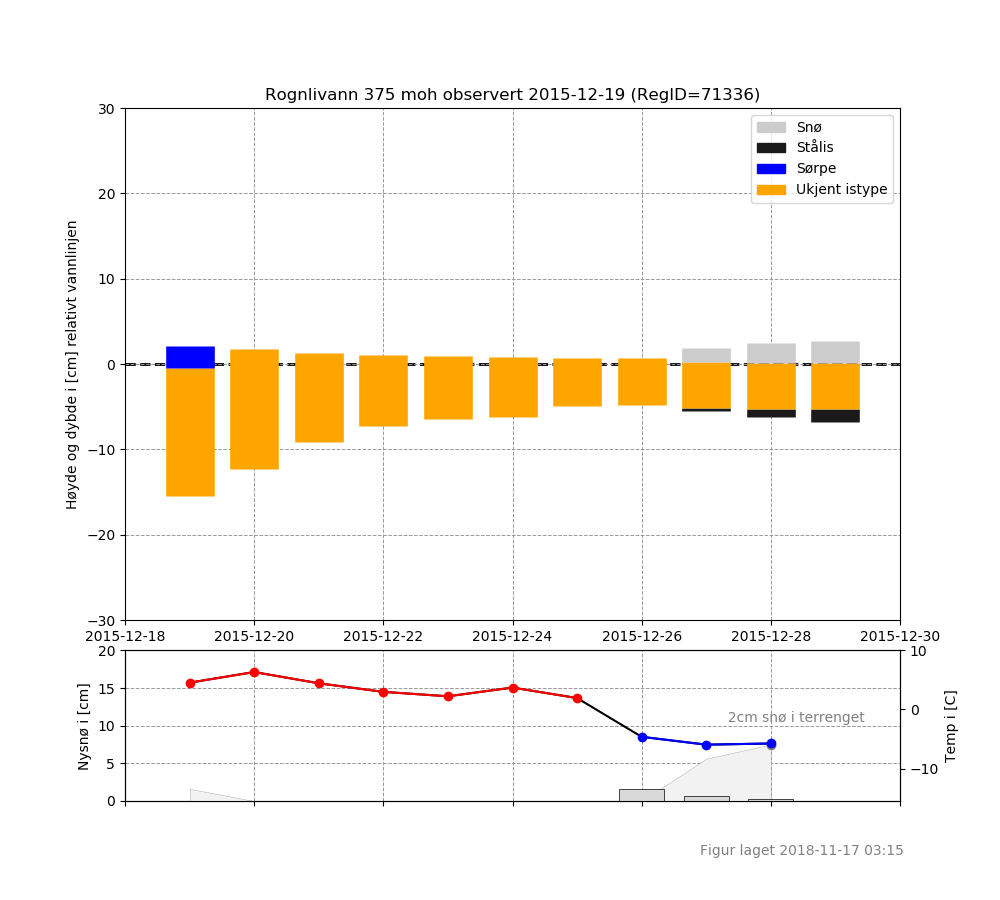 Rognlivann 375 moh observert 2015-12-19 (RegID=71336)
Høyde og dybde i [cm] relativt vannlinjen
30
20
10
0
−10
−20
−30
Snø
Stålis
Sørpe
Ukjent istype
2015-12-18 2015-12-20 2015-12-22 2015-12-24 2015-12-26 2015-12-28 2015-12-30
Nysnø i [cm]
20
15
10
5
0
2cm snø i terrenget
10
0
−10
Temp i [C]
Figur laget 2018-11-17 03:15